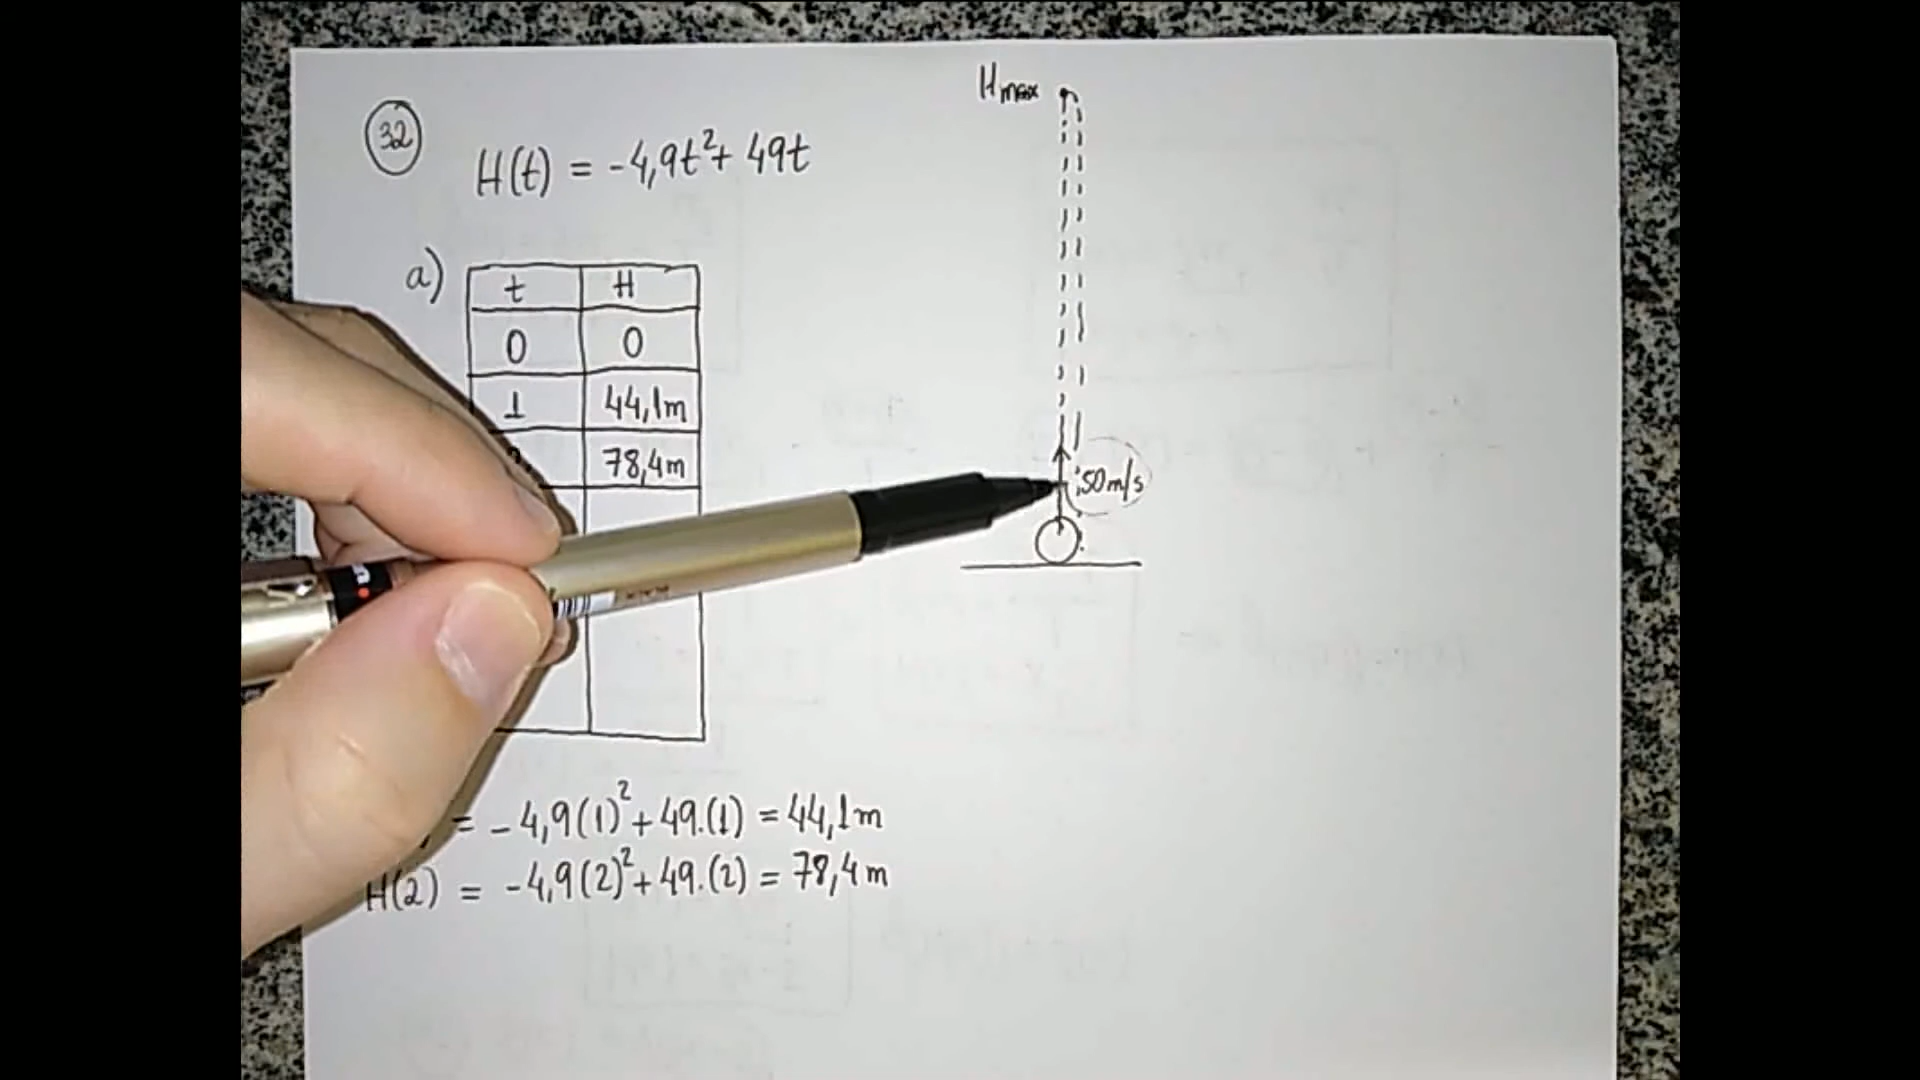 32
H(t) = -4,9t²+ 49t
Hmax
a)
t H
0 0
1 44,1m
78,4m
50m/s
= -4,9(1)²+49.(1) = 44,1m
H(2) = -4,9(2)²+49.(2) = 78,4m